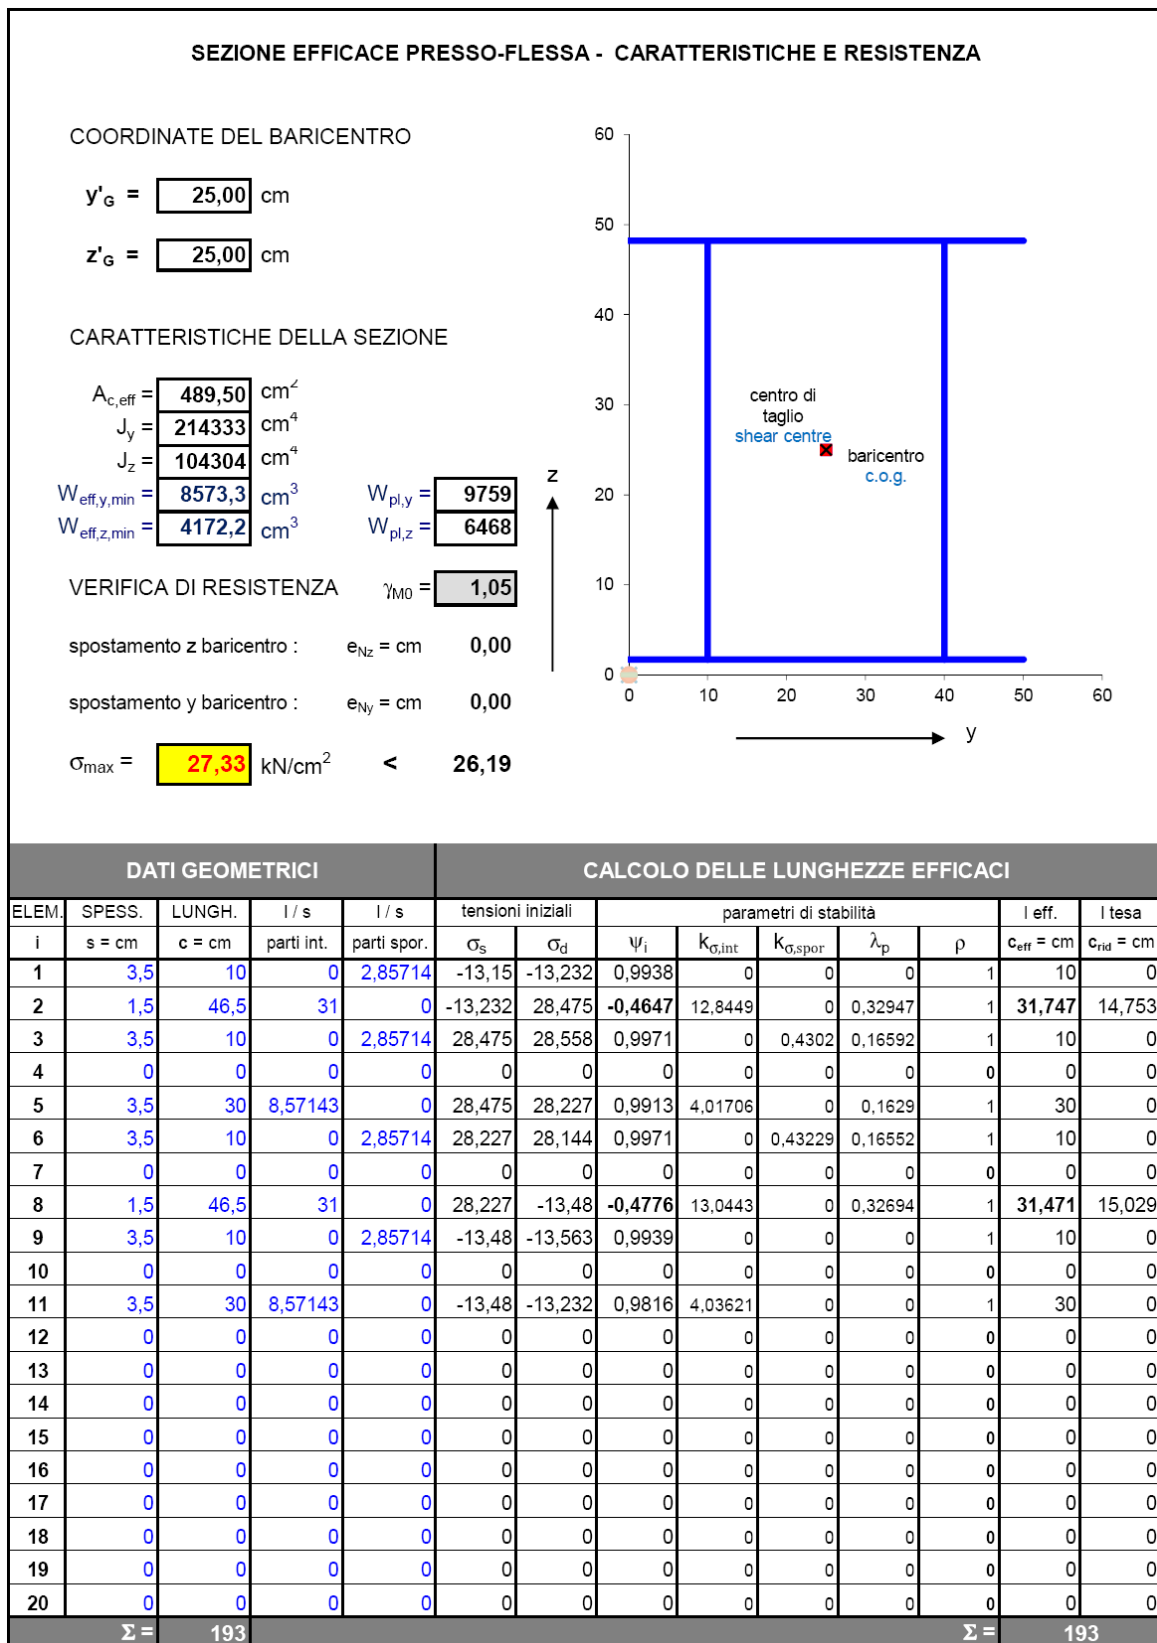 SEZIONE EFFICACE PRESSO-FLESSA - CARATTERISTICHE E RESISTENZA
COORDINATE DEL BARICENTRO
y'G = 25,00 cm
z'G = 25,00 cm
CARATTERISTICHE DELLA SEZIONE
Ac,eff = 489,50 cm²
Jy = 214333 cm⁴
Jz = 104304 cm⁴
Weff,y,min = 8573,3 cm³ Wpl,y = 9759
Weff,z,min = 4172,2 cm³ Wpl,z = 6468
VERIFICA DI RESISTENZA γM0 = 1,05
spostamento z baricentro : eNz = cm 0,00
spostamento y baricentro : eNy = cm 0,00
σmax = 27,33 kN/cm² < 26,19
60
50
40
30
20
10
0
0 10 20 30 40 50 60
z
y
centro di
taglio
shear centre
baricentro
c.o.g.
DATI GEOMETRICI CALCOLO DELLE LUNGHEZZE EFFICACI
ELEM. SPESS. LUNGH. l / s l / s tensioni iniziali parametri di stabilità l eff. l tesa
i s = cm c = cm parti int. parti spor. σs σd ψi kσ,int kσ,spor λp ρ ceff = cm crid = cm
1 3,5 10 0 2,85714 -13,15 -13,232 0,9938 0 0 0 1 10 0
2 1,5 46,5 31 0 -13,232 28,475 -0,4647 12,8449 0 0,32947 1 31,747 14,753
3 3,5 10 0 2,85714 28,475 28,558 0,9971 0 0,4302 0,16592 1 10 0
4 0 0 0 0 0 0 0 0 0 0 0 0 0
5 3,5 30 8,57143 0 28,475 28,227 0,9913 4,01706 0 0,1629 1 30 0
6 3,5 10 0 2,85714 28,227 28,144 0,9971 0 0,43229 0,16552 1 10 0
7 0 0 0 0 0 0 0 0 0 0 0 0 0
8 1,5 46,5 31 0 28,227 -13,48 -0,4776 13,0443 0 0,32694 1 31,471 15,029
9 3,5 10 0 2,85714 -13,48 -13,563 0,9939 0 0 0 1 10 0
10 0 0 0 0 0 0 0 0 0 0 0 0 0
11 3,5 30 8,57143 0 -13,48 -13,232 0,9816 4,03621 0 0 1 30 0
12 0 0 0 0 0 0 0 0 0 0 0 0 0
13 0 0 0 0 0 0 0 0 0 0 0 0 0
14 0 0 0 0 0 0 0 0 0 0 0 0 0
15 0 0 0 0 0 0 0 0 0 0 0 0 0
16 0 0 0 0 0 0 0 0 0 0 0 0 0
17 0 0 0 0 0 0 0 0 0 0 0 0 0
18 0 0 0 0 0 0 0 0 0 0 0 0 0
19 0 0 0 0 0 0 0 0 0 0 0 0 0
20 0 0 0 0 0 0 0 0 0 0 0 0 0
Σ = 193 Σ = 193